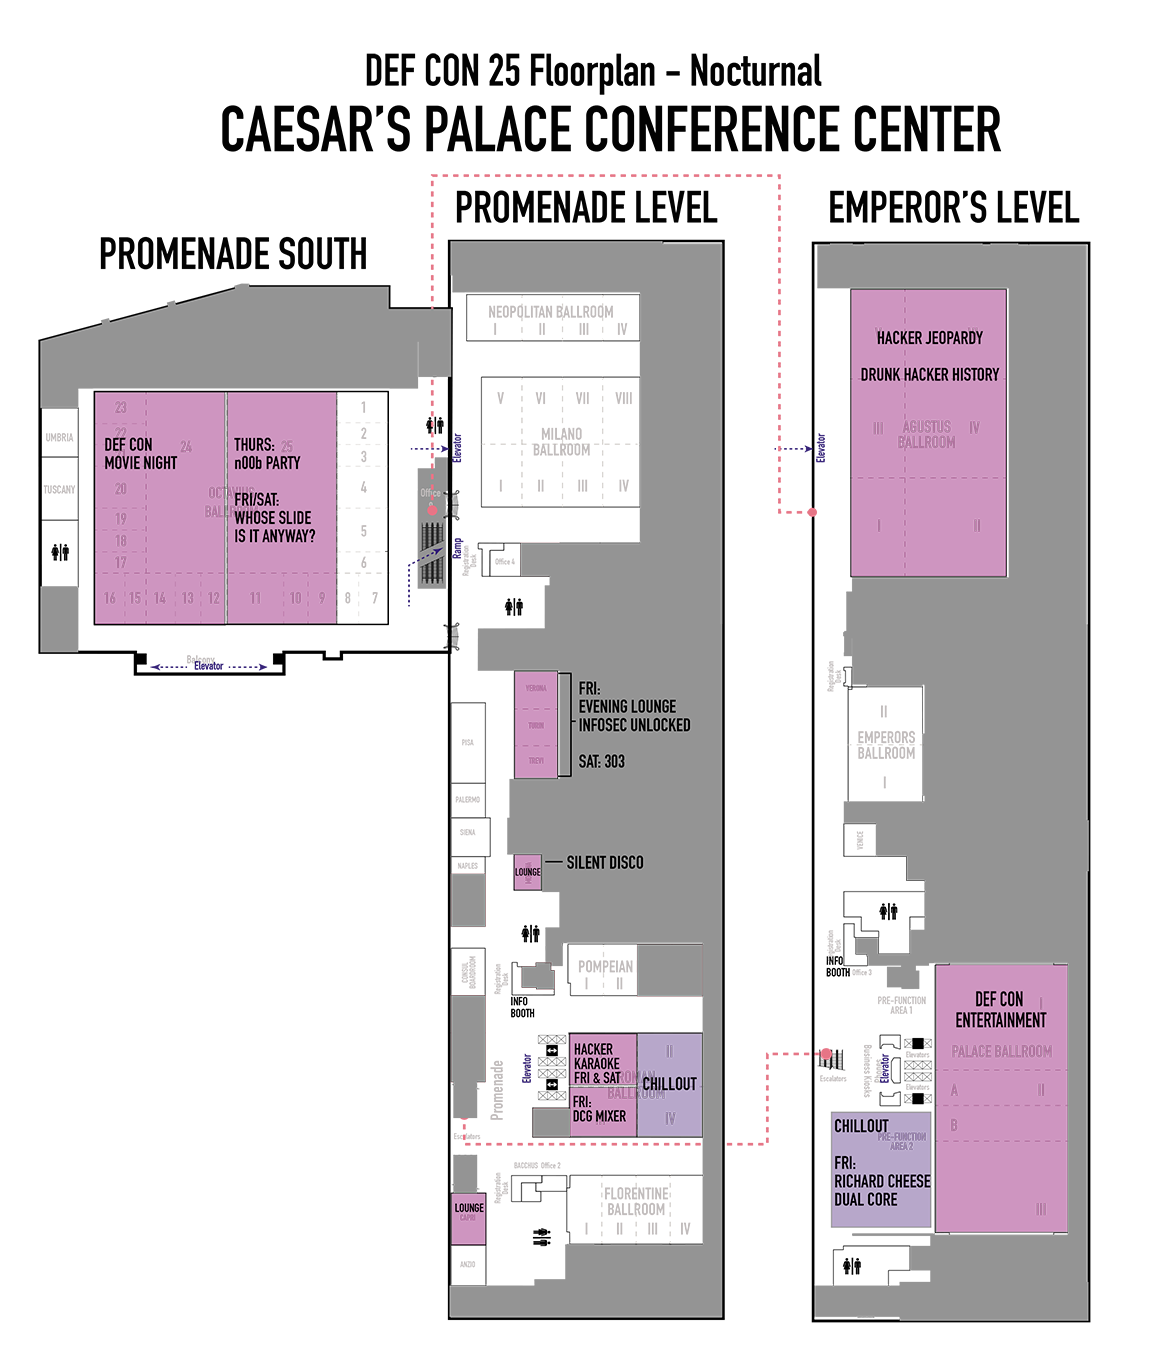 DEF CON 25 Floorplan - Nocturnal
CAESAR'S PALACE CONFERENCE CENTER
PROMENADE SOUTH
UMBRIA
TUSCANY
23
22
24
20
19
18
17
16
15
14
13
12
11
10
9
8
7
DEF CON
MOVIE NIGHT
25
THURS:
n00b PARTY
OCTAVIUS
BALLROOM
FRI/SAT:
WHOSE SLIDE
IS IT ANYWAY?
1
2
3
4
5
6
Balcony
Elevator
Office
Ramp
Elevator
PROMENADE LEVEL
NEOPOLITAN BALLROOM
I II III IV
V VI VII VIII
MILANO
BALLROOM
I II III IV
Registration
Desk
Office 4
VERONA
TURIN
TREVI
FRI:
EVENING LOUNGE
INFOSEC UNLOCKED
SAT: 303
PISA
PALERMO
SIENA
NAPLES
LOUNGE
SILENT DISCO
CONSUL
BOARDROOM
Registration
Desk
INFO
BOOTH
POMPEIAN
I II
Promenade
Elevator
HACKER
KARAOKE
FRI & SAT
FRI:
DCG MIXER
ROMAN
BALLROOM
II
CHILLOUT
III
IV
Escalators
BACCHUS Office 2
Registration
Desk
LOUNGE
CAPRI
ANZIO
FLORENTINE
BALLROOM
I II III IV
EMPEROR'S LEVEL
HACKER JEOPARDY
DRUNK HACKER HISTORY
III
AGUSTUS
BALLROOM
IV
I
II
Elevator
Registration
Desk
II
EMPERORS
BALLROOM
I
VENICE
Registration
Desk
INFO
BOOTH
Office 3
PRE-FUNCTION
AREA 1
DEF CON
ENTERTAINMENT
I
PALACE BALLROOM
A
II
B
III
Escalators
Business Kiosks
Phones
Elevator
Elevators
Elevators
CHILLOUT
PRE-FUNCTION
AREA 2
FRI:
RICHARD CHEESE
DUAL CORE